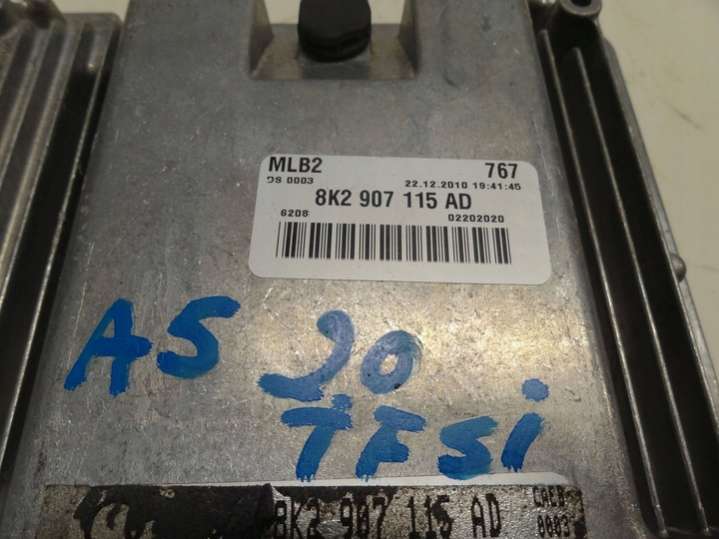 MLB2 767
DS 0003 22.12.2010 19:41:45
8K2 907 115 AD
6208 02202020
A5 20
TFSi
8K2 907 115 AD
0003